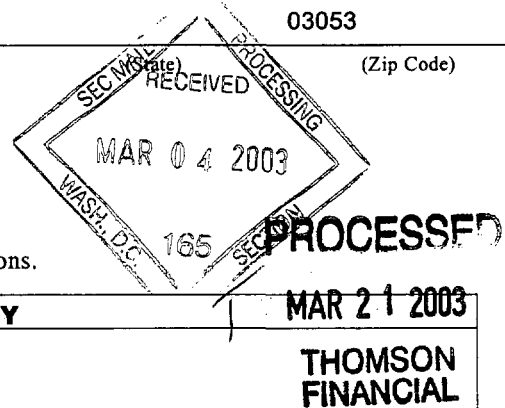 03053
(State)
(Zip Code)
SEC MAIL PROCESSING
RECEIVED
MAR 04 2003
WASH., D.C. 165 SECTION
PROCESSED
ons.
MAR 21 2003
Y
THOMSON
FINANCIAL